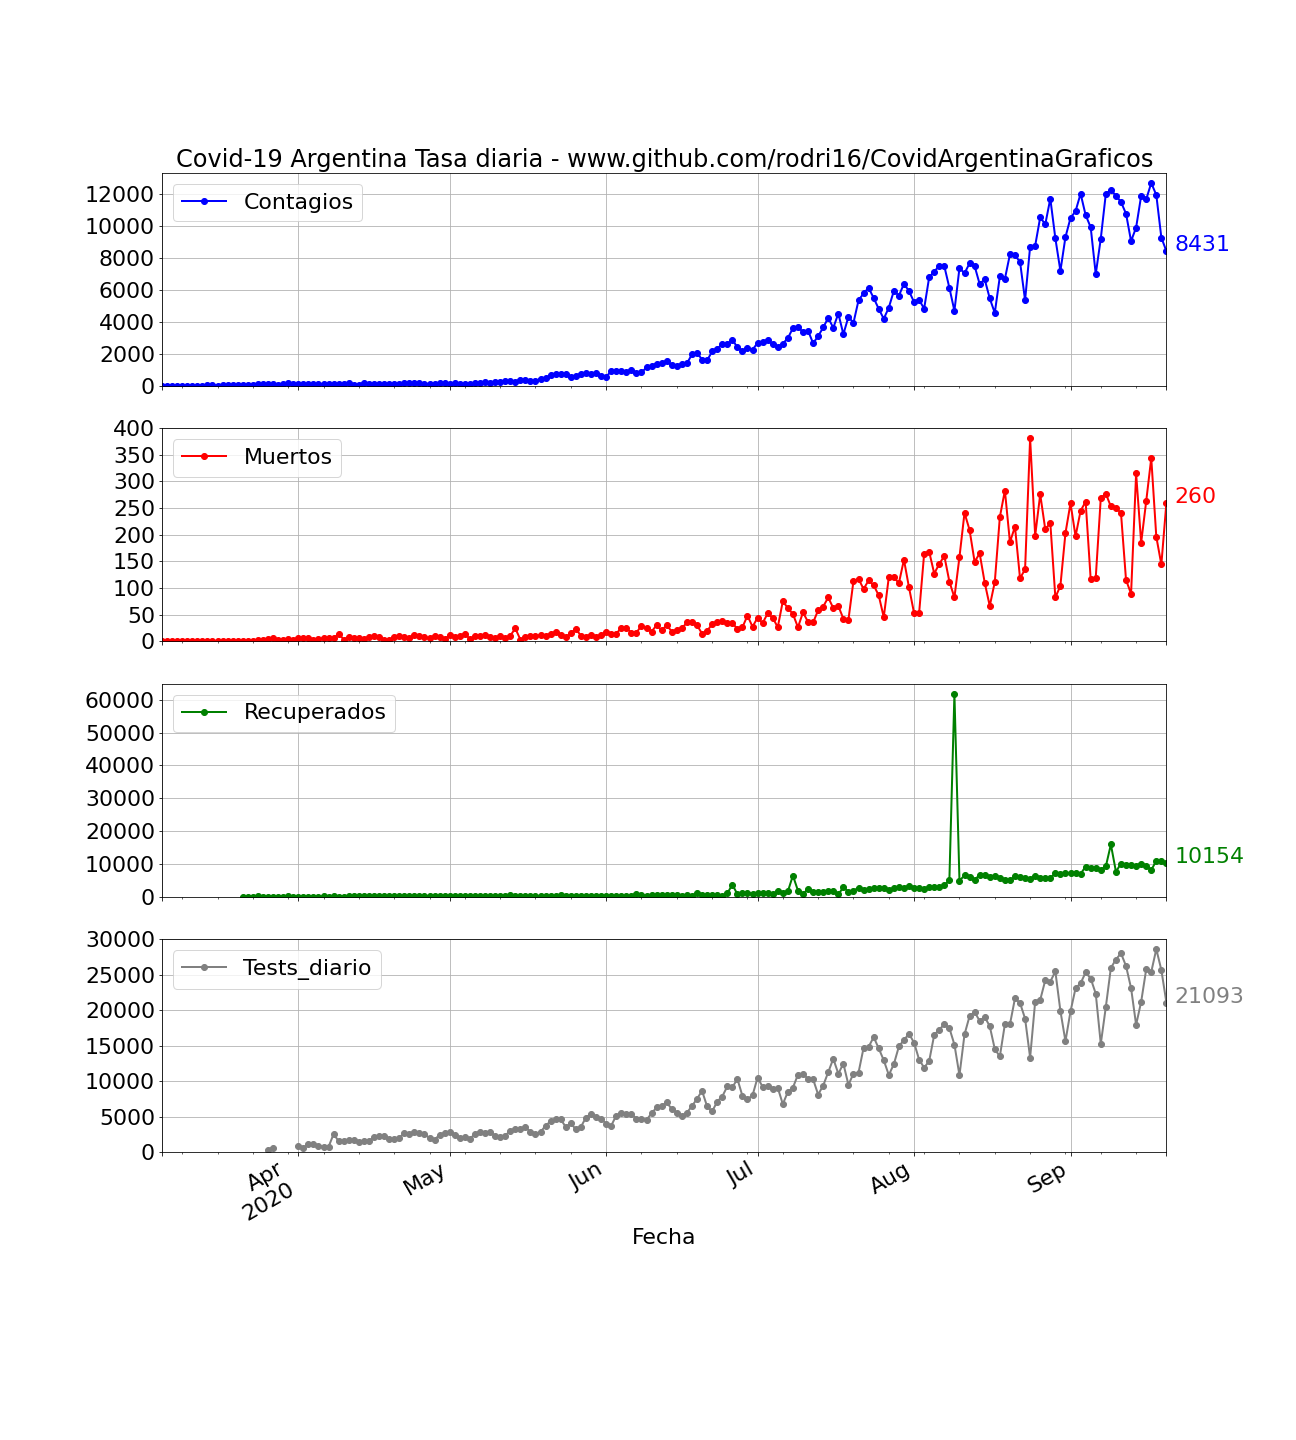 Covid-19 Argentina Tasa diaria - www.github.com/rodri16/CovidArgentinaGraficos
12000
10000
8000
6000
4000
2000
0
Contagios
8431
400
350
300
250
200
150
100
50
0
Muertos
260
60000
50000
40000
30000
20000
10000
0
Recuperados
10154
30000
25000
20000
15000
10000
5000
0
Tests_diario
21093
Apr
2020
May
Jun
Jul
Aug
Sep
Fecha